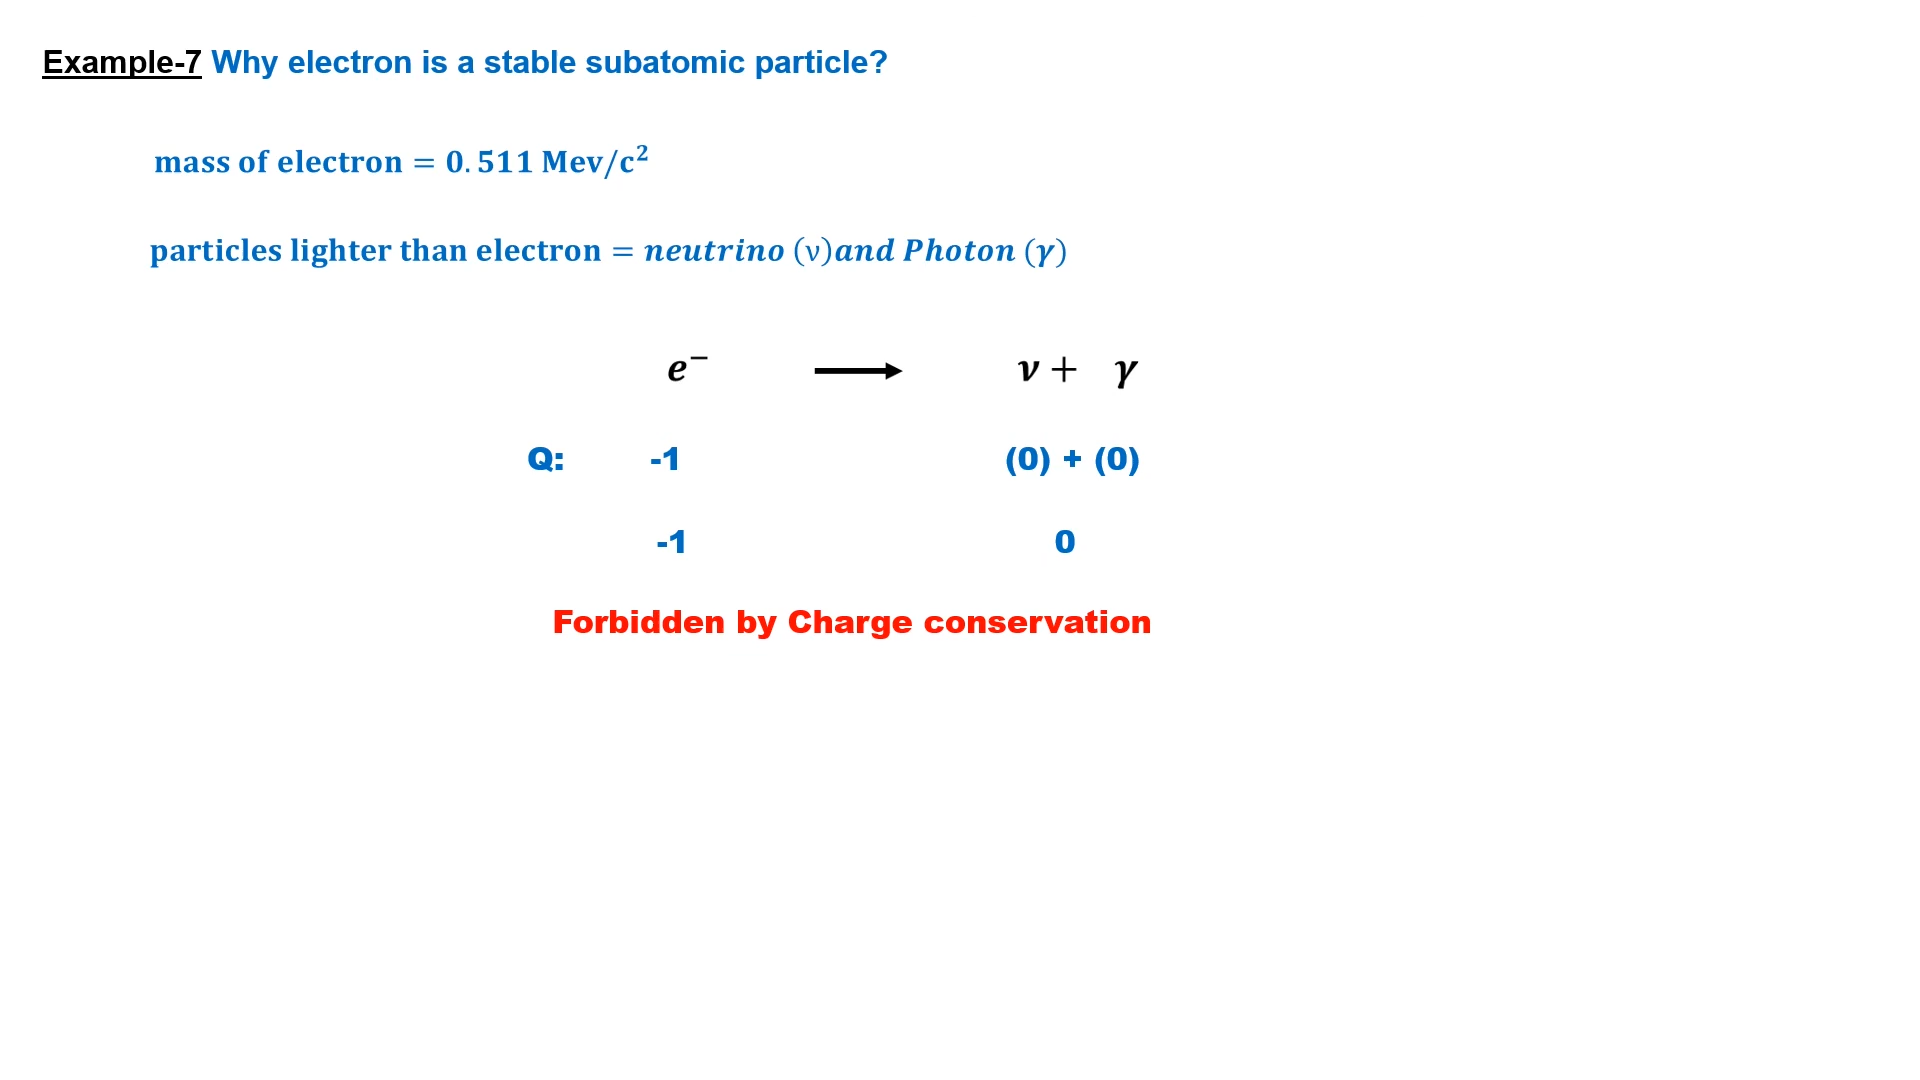 Example-7 Why electron is a stable subatomic particle?
mass of electron = 0.511 Mev/c²
particles lighter than electron = neutrino (ν)and Photon (γ)
e⁻ ⟶ ν + γ
Q: -1 (0) + (0)
-1 0
Forbidden by Charge conservation